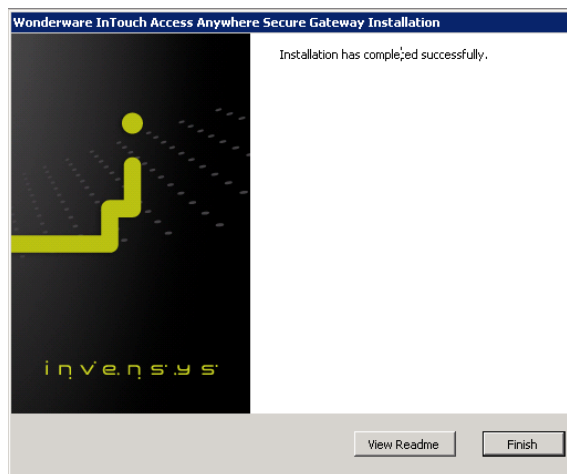 Wonderware InTouch Access Anywhere Secure Gateway Installation
Installation has completed successfully.
invensys
View Readme
Finish